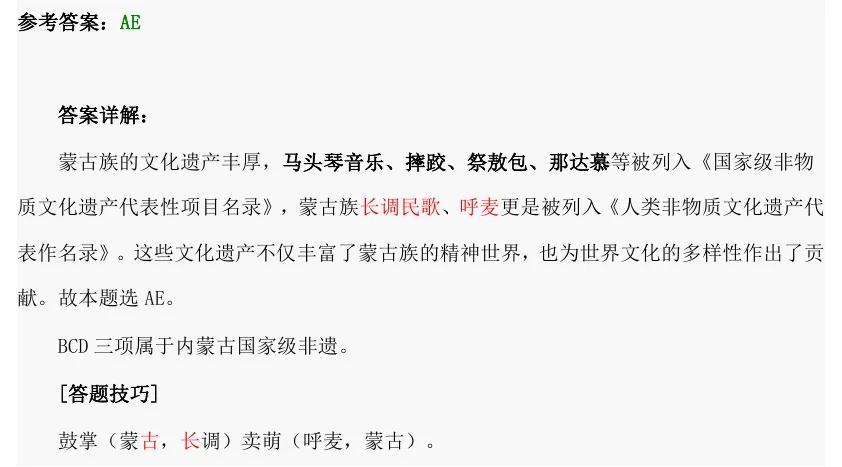 参考答案：AE
答案详解：
蒙古族的文化遗产丰厚，马头琴音乐、摔跤、祭敖包、那达慕等被列入《国家级非物
质文化遗产代表性项目名录》，蒙古族长调民歌、呼麦更是被列入《人类非物质文化遗产代
表作名录》。这些文化遗产不仅丰富了蒙古族的精神世界，也为世界文化的多样性作出了贡
献。故本题选 AE。
BCD 三项属于内蒙古国家级非遗。
[答题技巧]
鼓掌（蒙古，长调）卖萌（呼麦，蒙古）。